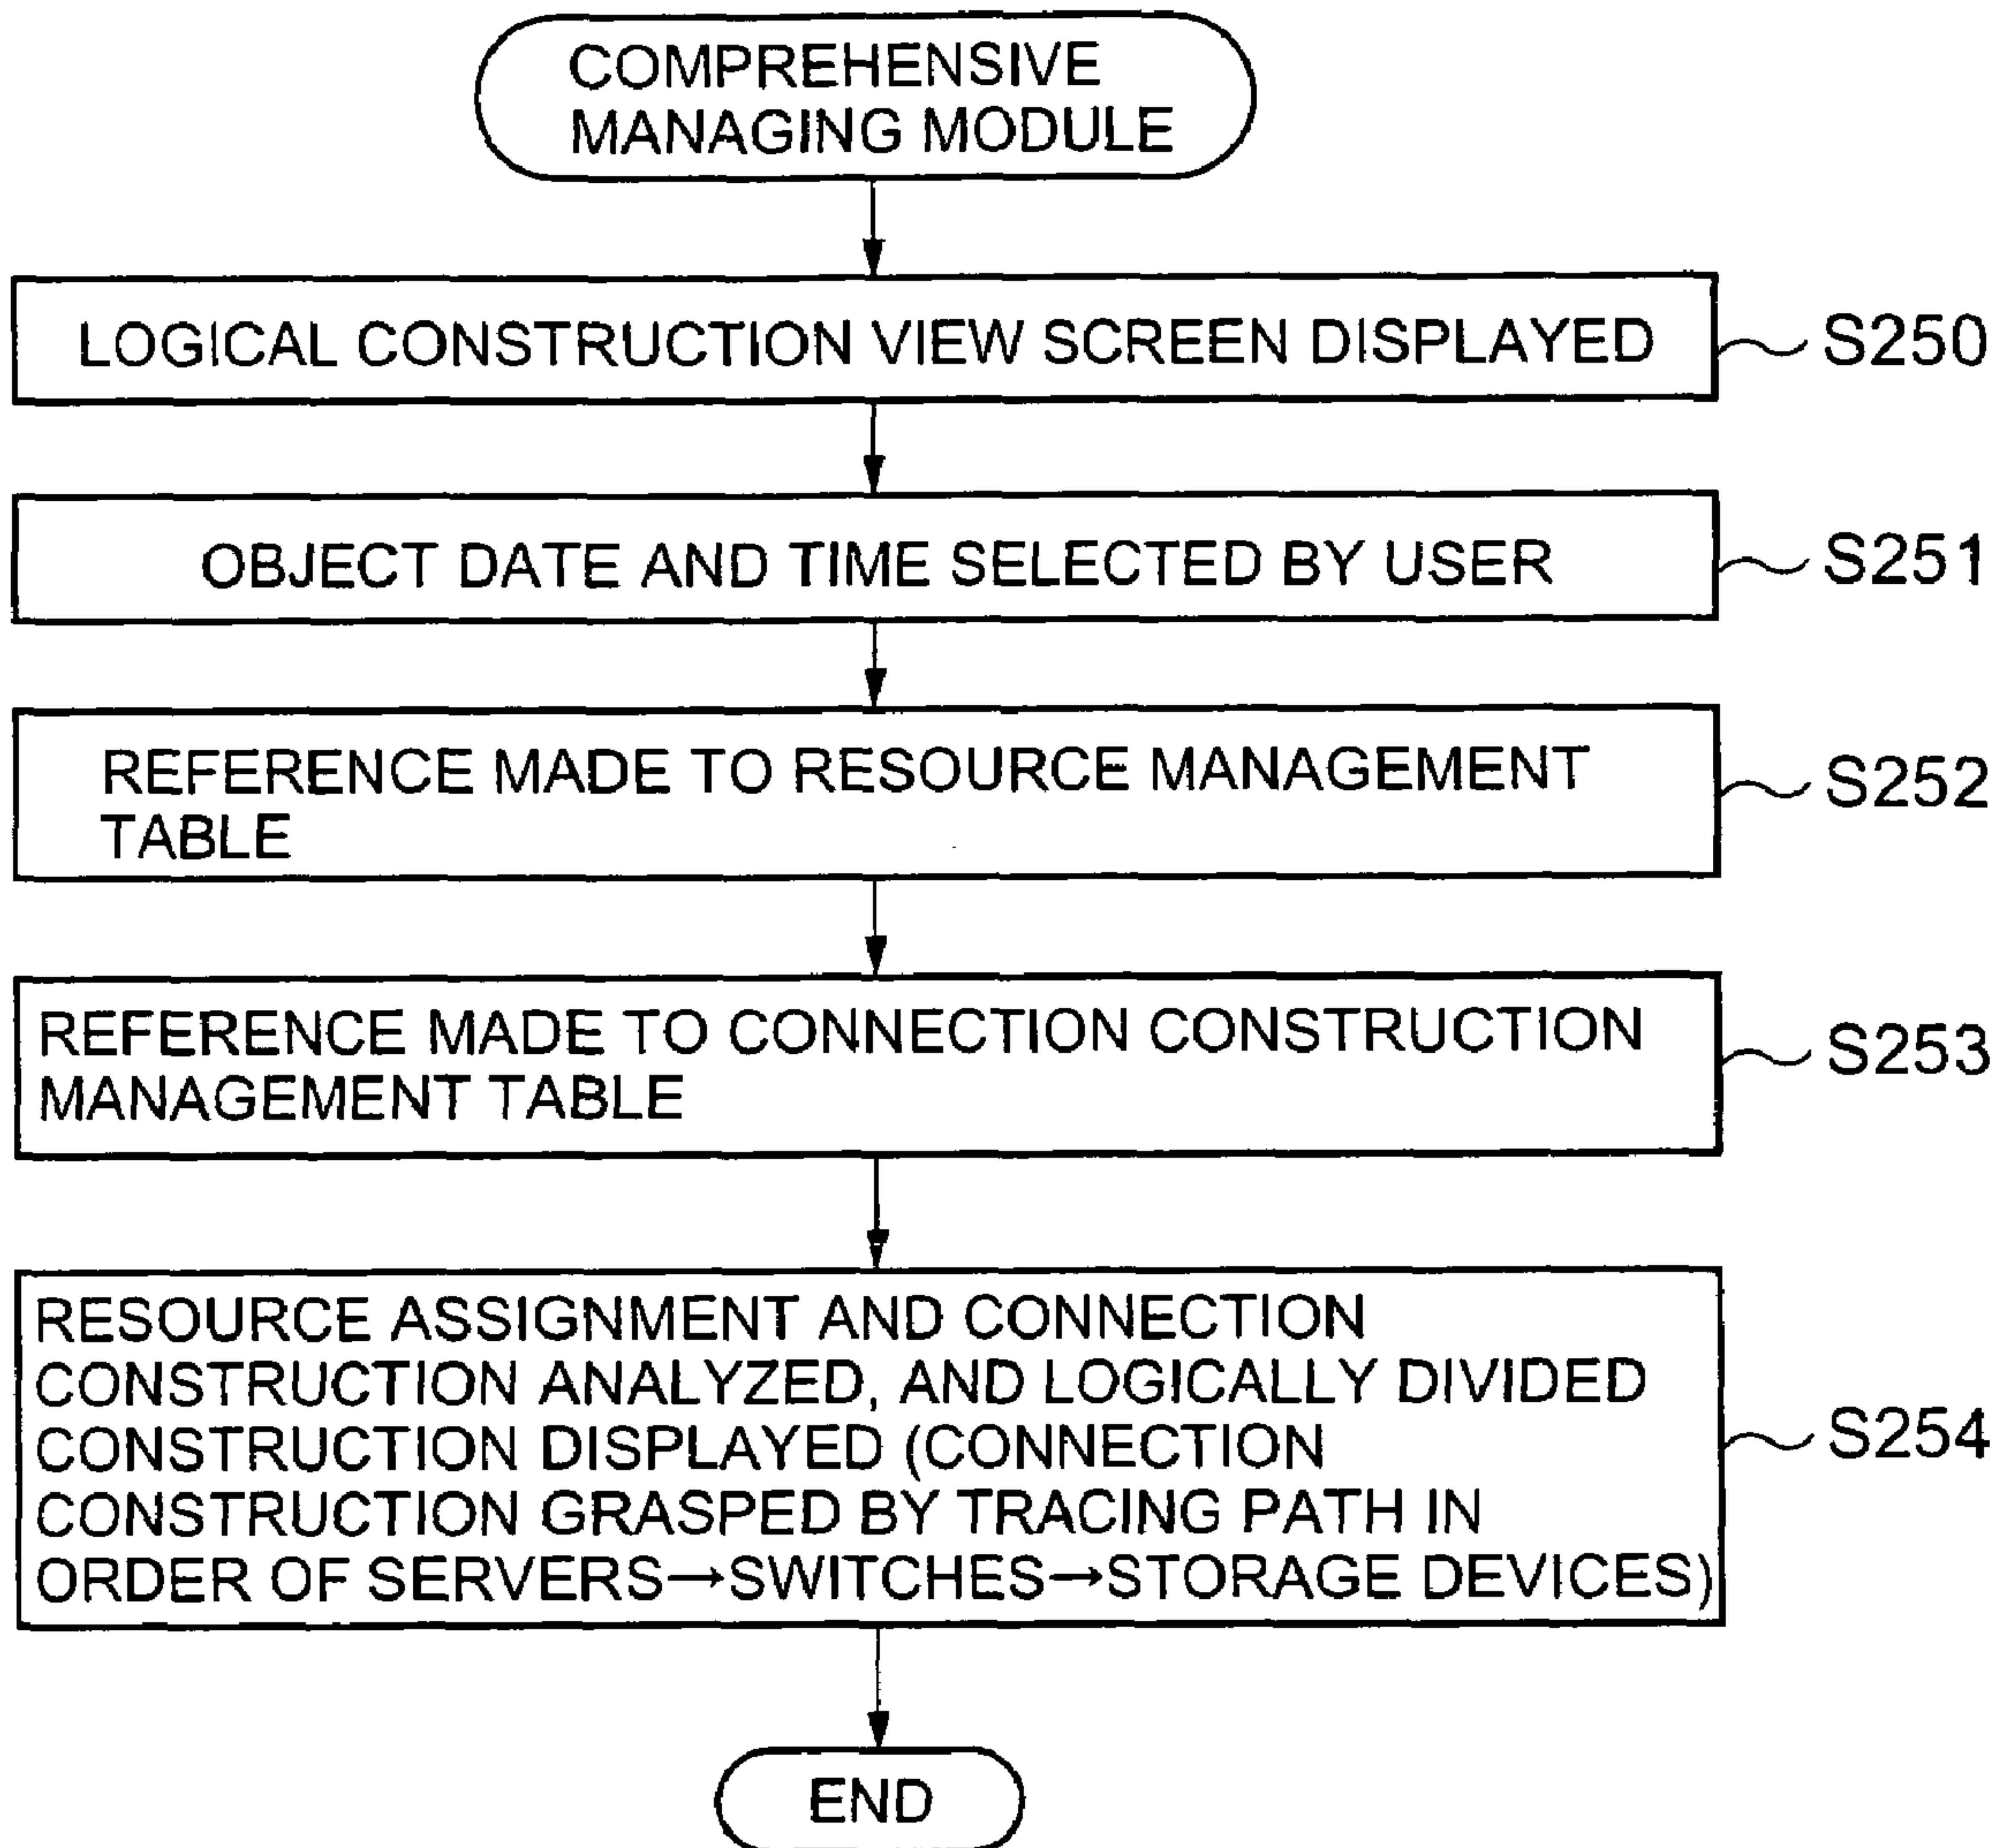 COMPREHENSIVE
MANAGING MODULE
LOGICAL CONSTRUCTION VIEW SCREEN DISPLAYED
S250
OBJECT DATE AND TIME SELECTED BY USER
S251
REFERENCE MADE TO RESOURCE MANAGEMENT
TABLE
S252
REFERENCE MADE TO CONNECTION CONSTRUCTION
MANAGEMENT TABLE
S253
RESOURCE ASSIGNMENT AND CONNECTION
CONSTRUCTION ANALYZED, AND LOGICALLY DIVIDED
CONSTRUCTION DISPLAYED (CONNECTION
CONSTRUCTION GRASPED BY TRACING PATH IN
ORDER OF SERVERS→SWITCHES→STORAGE DEVICES)
S254
END